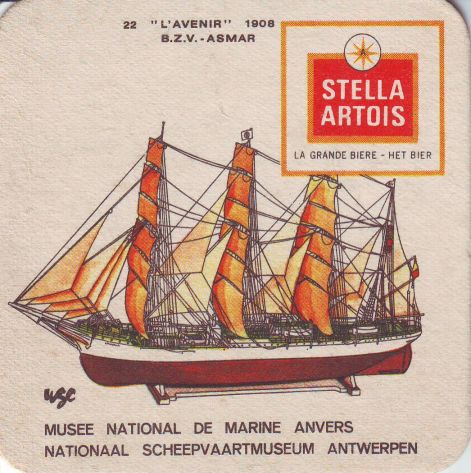 22 "L'AVENIR" 1908
B.Z.V.-ASMAR
STELLA
ARTOIS
LA GRANDE BIERE - HET BIER
MUSEE NATIONAL DE MARINE ANVERS
NATIONAAL SCHEEPVAARTMUSEUM ANTWERPEN